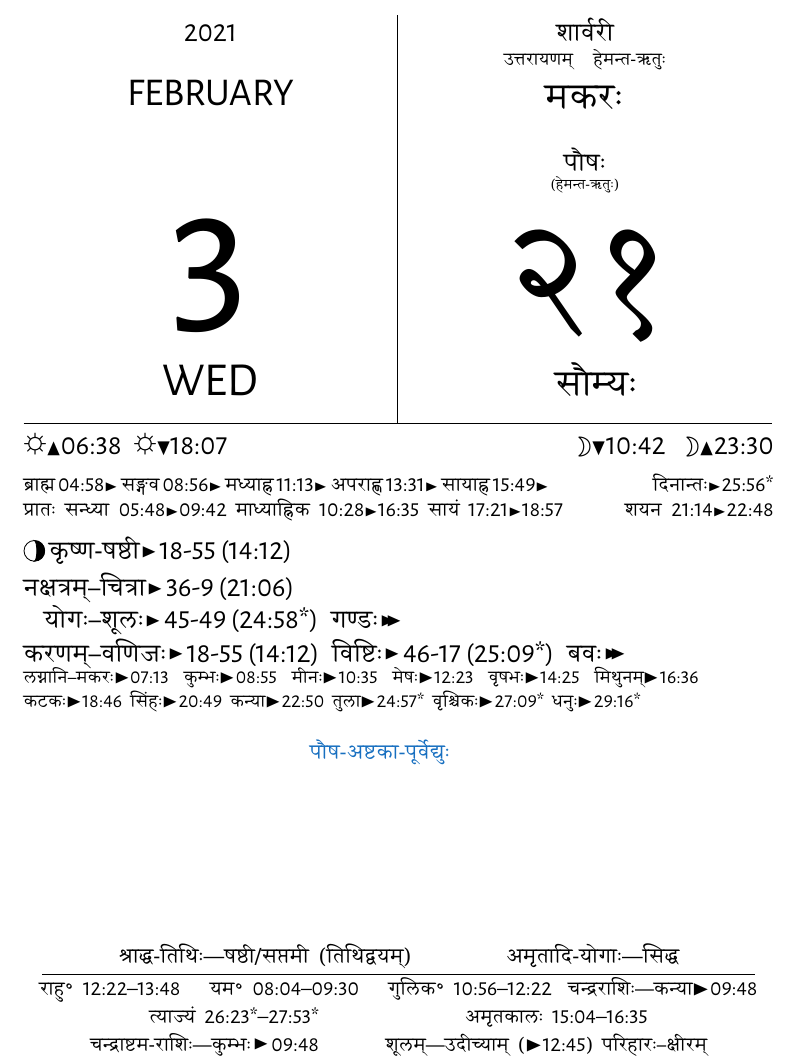 2021
FEBRUARY
3
WED
शार्वरी
उत्तरायणम् हेमन्त-ऋतुः
मकरः
पौषः
(हेमन्त-ऋतुः)
२१
सौम्यः
☼▲06:38 ☼▼18:07 ☽▼10:42 ☽▲23:30
ब्राह्म 04:58► सङ्गव 08:56► मध्याह्न 11:13► अपराह्ण 13:31► सायाह्न 15:49► दिनान्तः►25:56*
प्रातः सन्ध्या 05:48►09:42 माध्याह्निक 10:28►16:35 सायं 17:21►18:57 शयन 21:14►22:48
कृष्ण-षष्ठी►18-55 (14:12)
नक्षत्रम्–चित्रा►36-9 (21:06)
योगः–शूलः►45-49 (24:58*) गण्डः►►
करणम्–वणिजः►18-55 (14:12) विष्टिः►46-17 (25:09*) बवः►►
लग्नानि–मकरः►07:13 कुम्भः►08:55 मीनः►10:35 मेषः►12:23 वृषभः►14:25 मिथुनम्►16:36
कटकः►18:46 सिंहः►20:49 कन्या►22:50 तुला►24:57* वृश्चिकः►27:09* धनुः►29:16*
पौष-अष्टका-पूर्वेद्युः
श्राद्ध-तिथिः—षष्ठी/सप्तमी (तिथिद्वयम्) अमृतादि-योगाः—सिद्ध
राहु॰ 12:22–13:48 यम॰ 08:04–09:30 गुलिक॰ 10:56–12:22 चन्द्रराशिः—कन्या►09:48
त्याज्यं 26:23*–27:53* अमृतकालः 15:04–16:35
चन्द्राष्टम-राशिः—कुम्भः►09:48 शूलम्—उदीच्याम् (►12:45) परिहारः–क्षीरम्